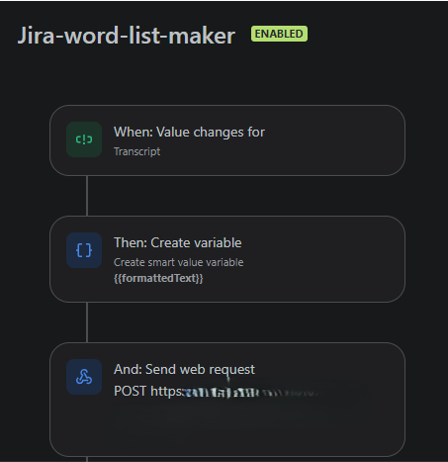 Jira-word-list-maker ENABLED
When: Value changes for
Transcript
Then: Create variable
Create smart value variable
{{formattedText}}
And: Send web request
POST https: